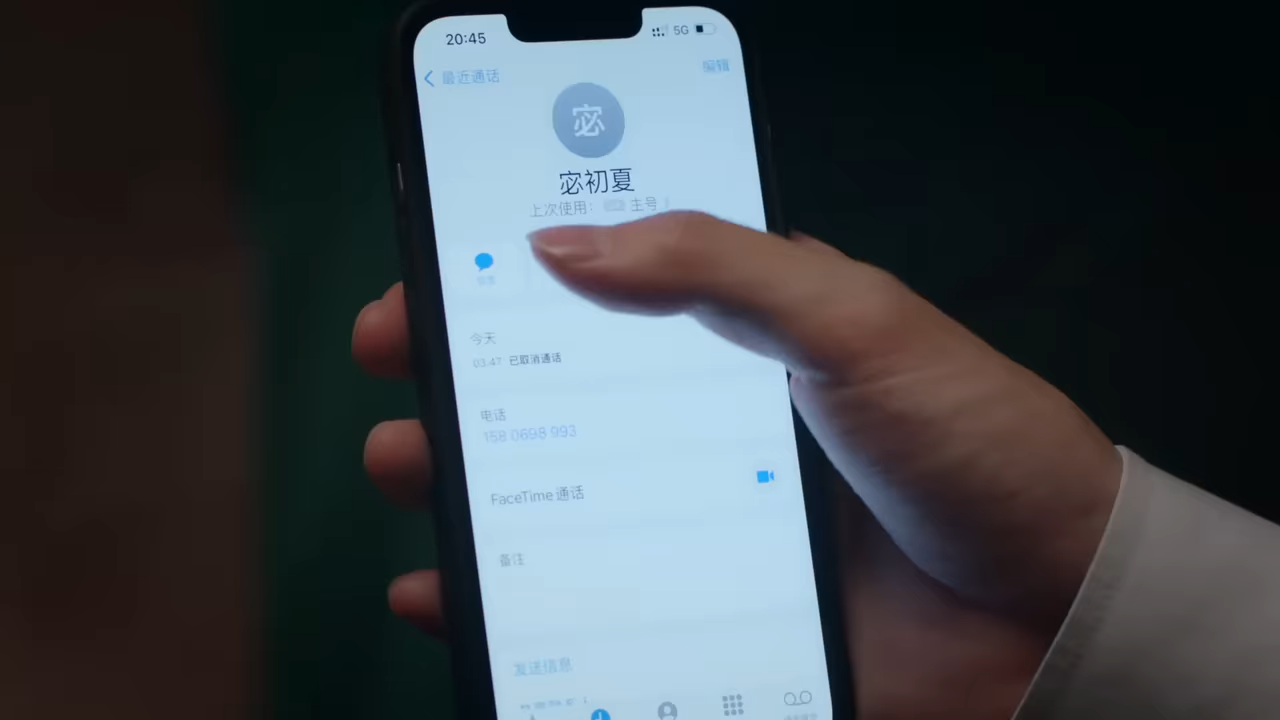 20:45
5G
最近通话
编辑
宓
宓初夏
上次使用： 主号
今天
03:47 已取消通话
电话
158 0698 993
FaceTime 通话
备注
发送信息